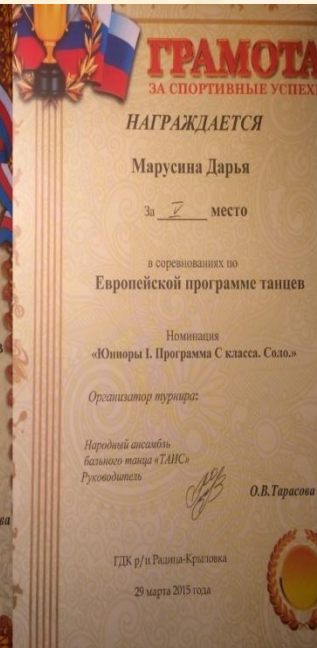 ГРАМОТА
ЗА СПОРТИВНЫЕ УСПЕХ
НАГРАЖДАЕТСЯ
Марусина Дарья
За V место
в соревнованиях по
Европейской программе танцев
Номинация
«Юниоры I. Программа С класса. Соло.»
Организатор турнира:
Народный ансамбль
бального танца «ТАИС»
Руководитель
О.В.Тарасова
ГДК р/п Радица-Крыловка
29 марта 2015 года